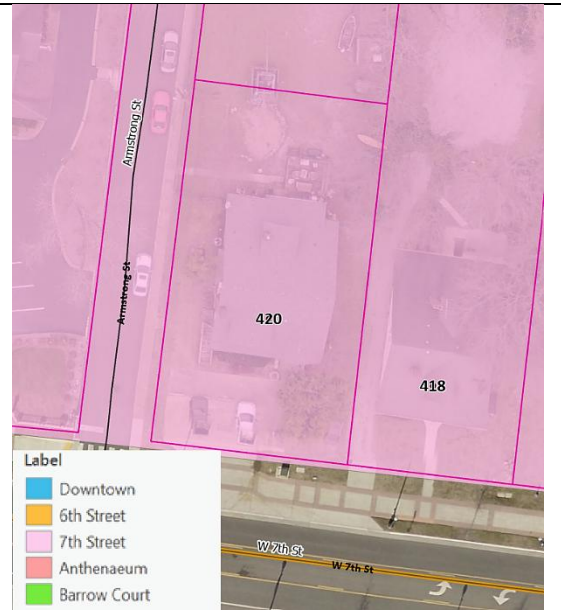 Armstrong St
Armstrong St
420
418
Label
Downtown
6th Street
7th Street
Anthenaeum
Barrow Court
W 7th St
W 7th St